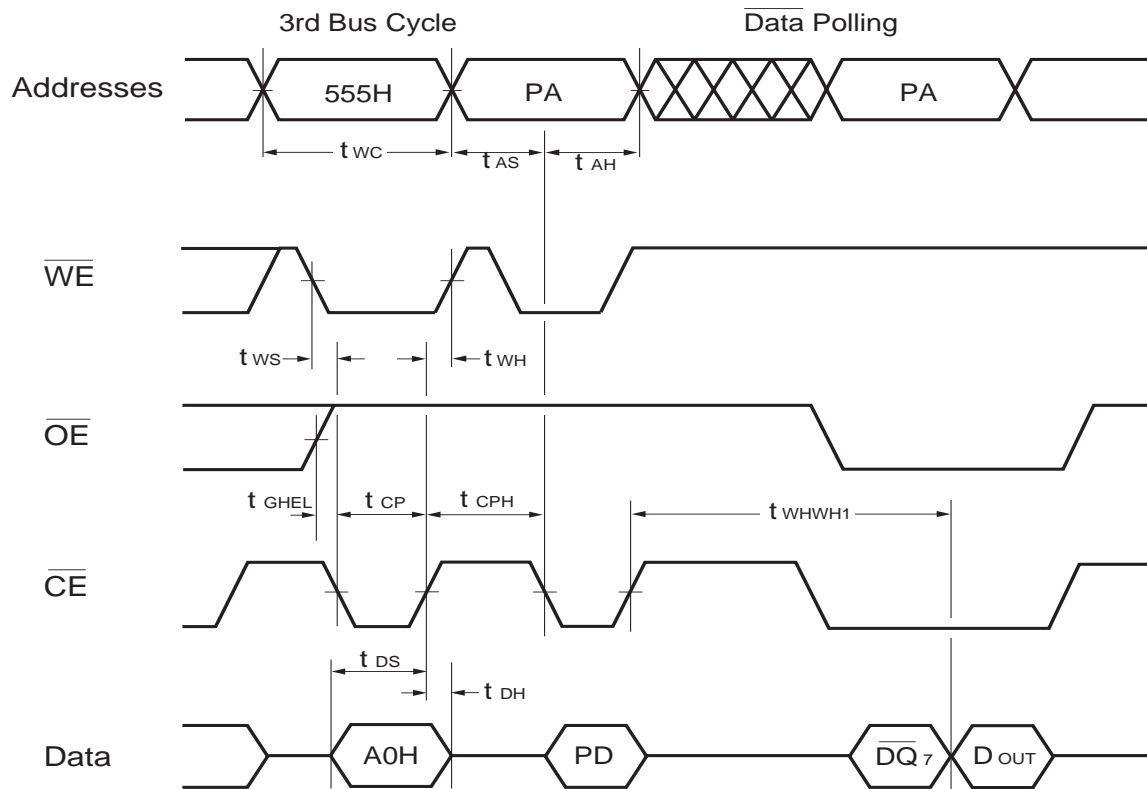 3rd Bus Cycle
Data Polling
Addresses
555H
PA
PA
t WC
t AS
t AH
WE
t WS
t WH
OE
t GHEL
t CP
t CPH
t WHWH1
CE
t DS
t DH
Data
A0H
PD
DQ 7
D OUT